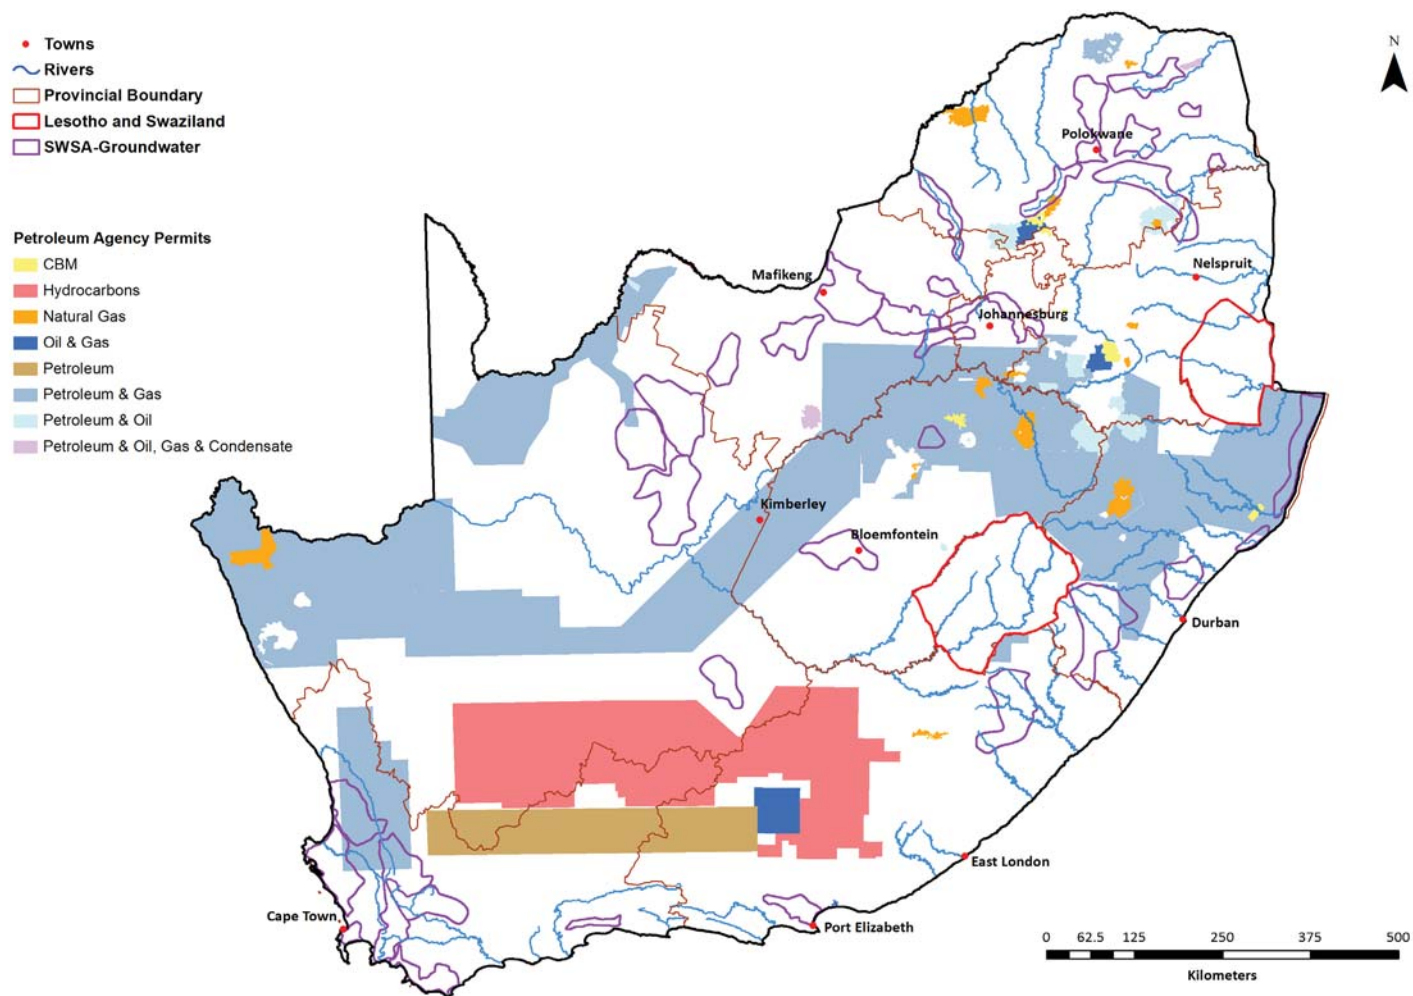 Towns
Rivers
Provincial Boundary
Lesotho and Swaziland
SWSA-Groundwater
Petroleum Agency Permits
CBM
Hydrocarbons
Natural Gas
Oil & Gas
Petroleum
Petroleum & Gas
Petroleum & Oil
Petroleum & Oil, Gas & Condensate
N
Polokwane
Nelspruit
Mafikeng
Johannesburg
Kimberley
Bloemfontein
Durban
East London
Cape Town
Port Elizabeth
0 62.5 125 250 375 500
Kilometers